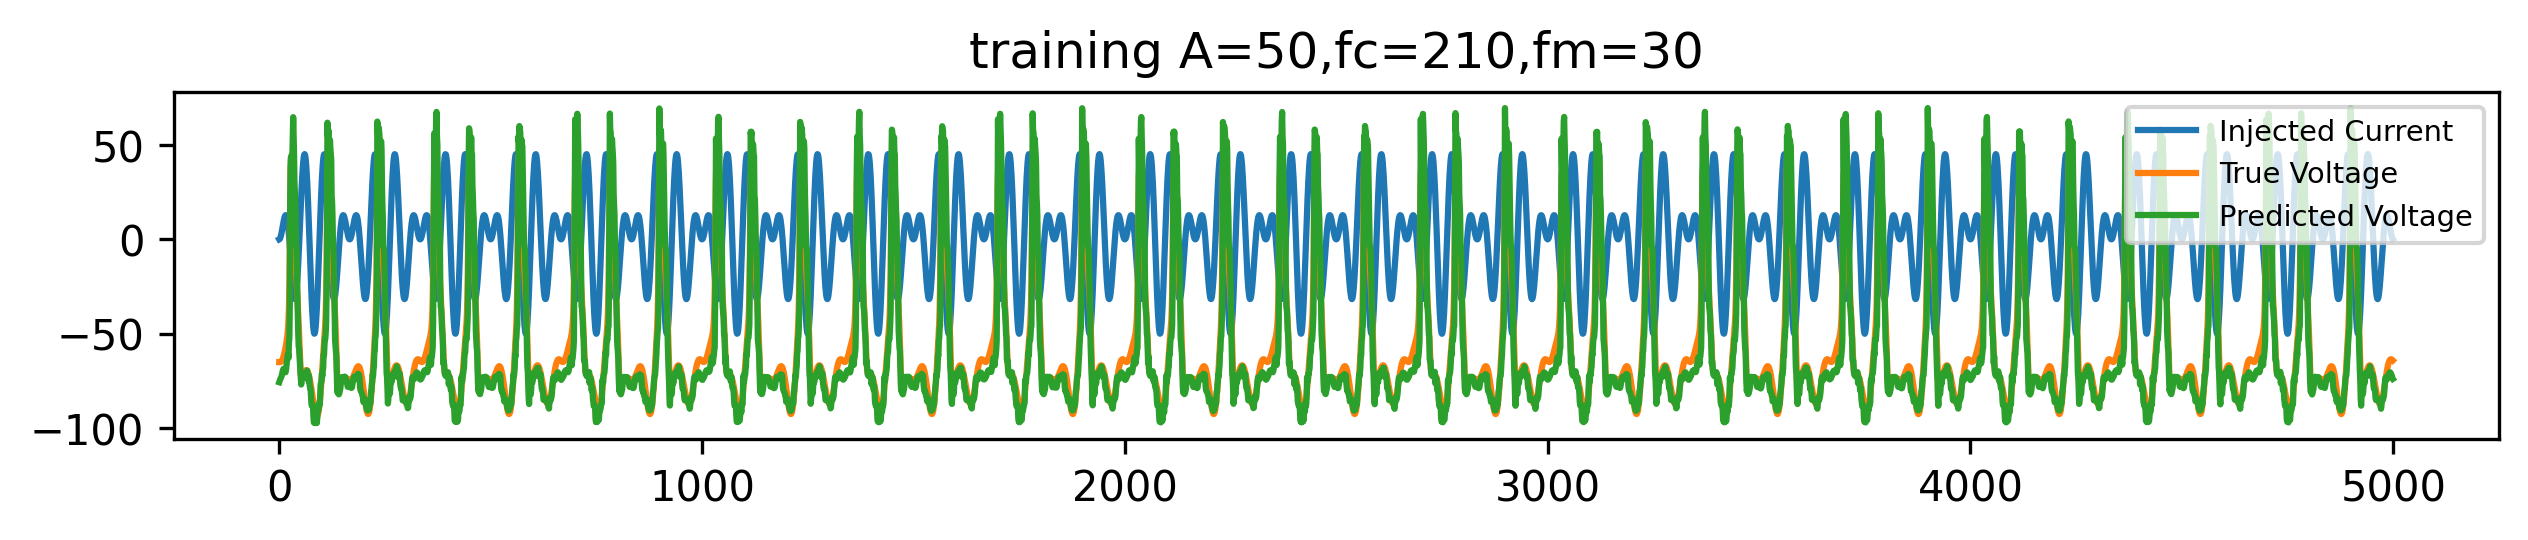 training A=50,fc=210,fm=30
50
0
−50
−100
Injected Current
True Voltage
Predicted Voltage
0 1000 2000 3000 4000 5000